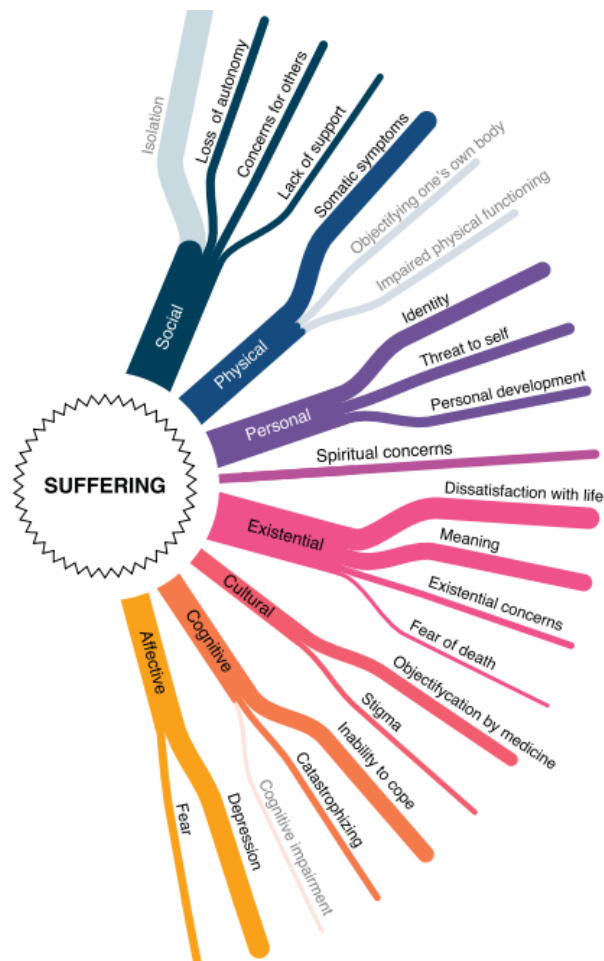 Isolation
Loss of autonomy
Concerns for others
Lack of support
Social
Somatic symptoms
Objectifying one's own body
Impaired physical functioning
Physical
Identity
Threat to self
Personal development
Personal
Spiritual concerns
SUFFERING
Dissatisfaction with life
Meaning
Existential concerns
Fear of death
Existential
Objectifycation by medicine
Stigma
Cultural
Inability to cope
Catastrophizing
Cognitive impairment
Cognitive
Depression
Fear
Affective